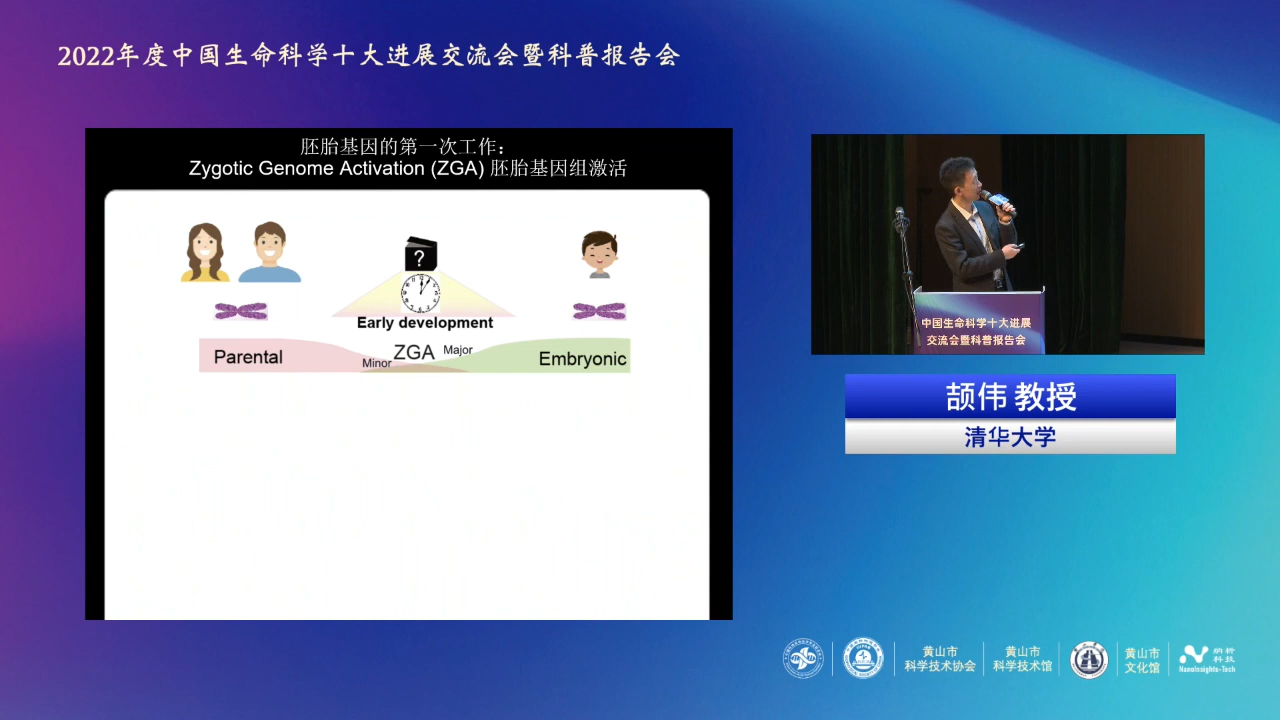 2022年度中国生命科学十大进展交流会暨科普报告会
胚胎基因的第一次工作：
Zygotic Genome Activation (ZGA) 胚胎基因组激活
?
Early development
Parental
Minor
ZGA
Major
Embryonic
中国生命科学十大进展
交流会暨科普报告会
颉伟 教授
清华大学
黄山市
科学技术协会
黄山市
科学技术馆
黄山市
文化馆
纳析
科技
NanoInsights-Tech